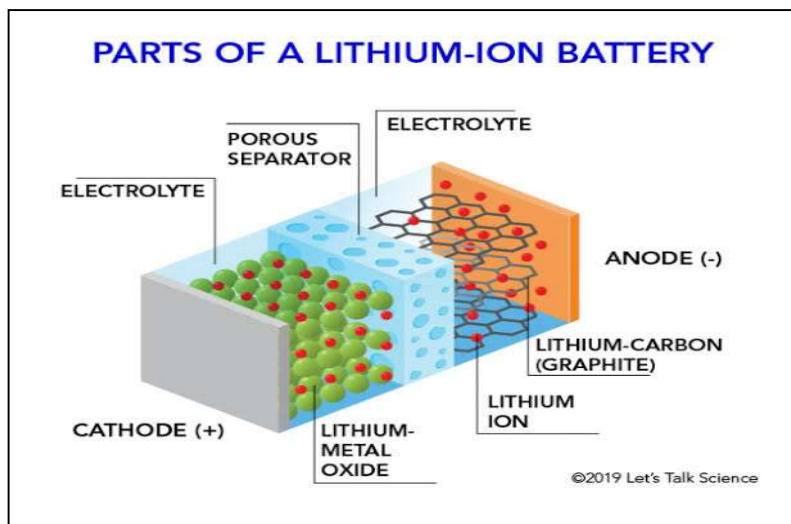 PARTS OF A LITHIUM-ION BATTERY
ELECTROLYTE
POROUS
SEPARATOR
ELECTROLYTE
ANODE (-)
LITHIUM-CARBON
(GRAPHITE)
LITHIUM
ION
CATHODE (+)
LITHIUM-
METAL
OXIDE
©2019 Let's Talk Science